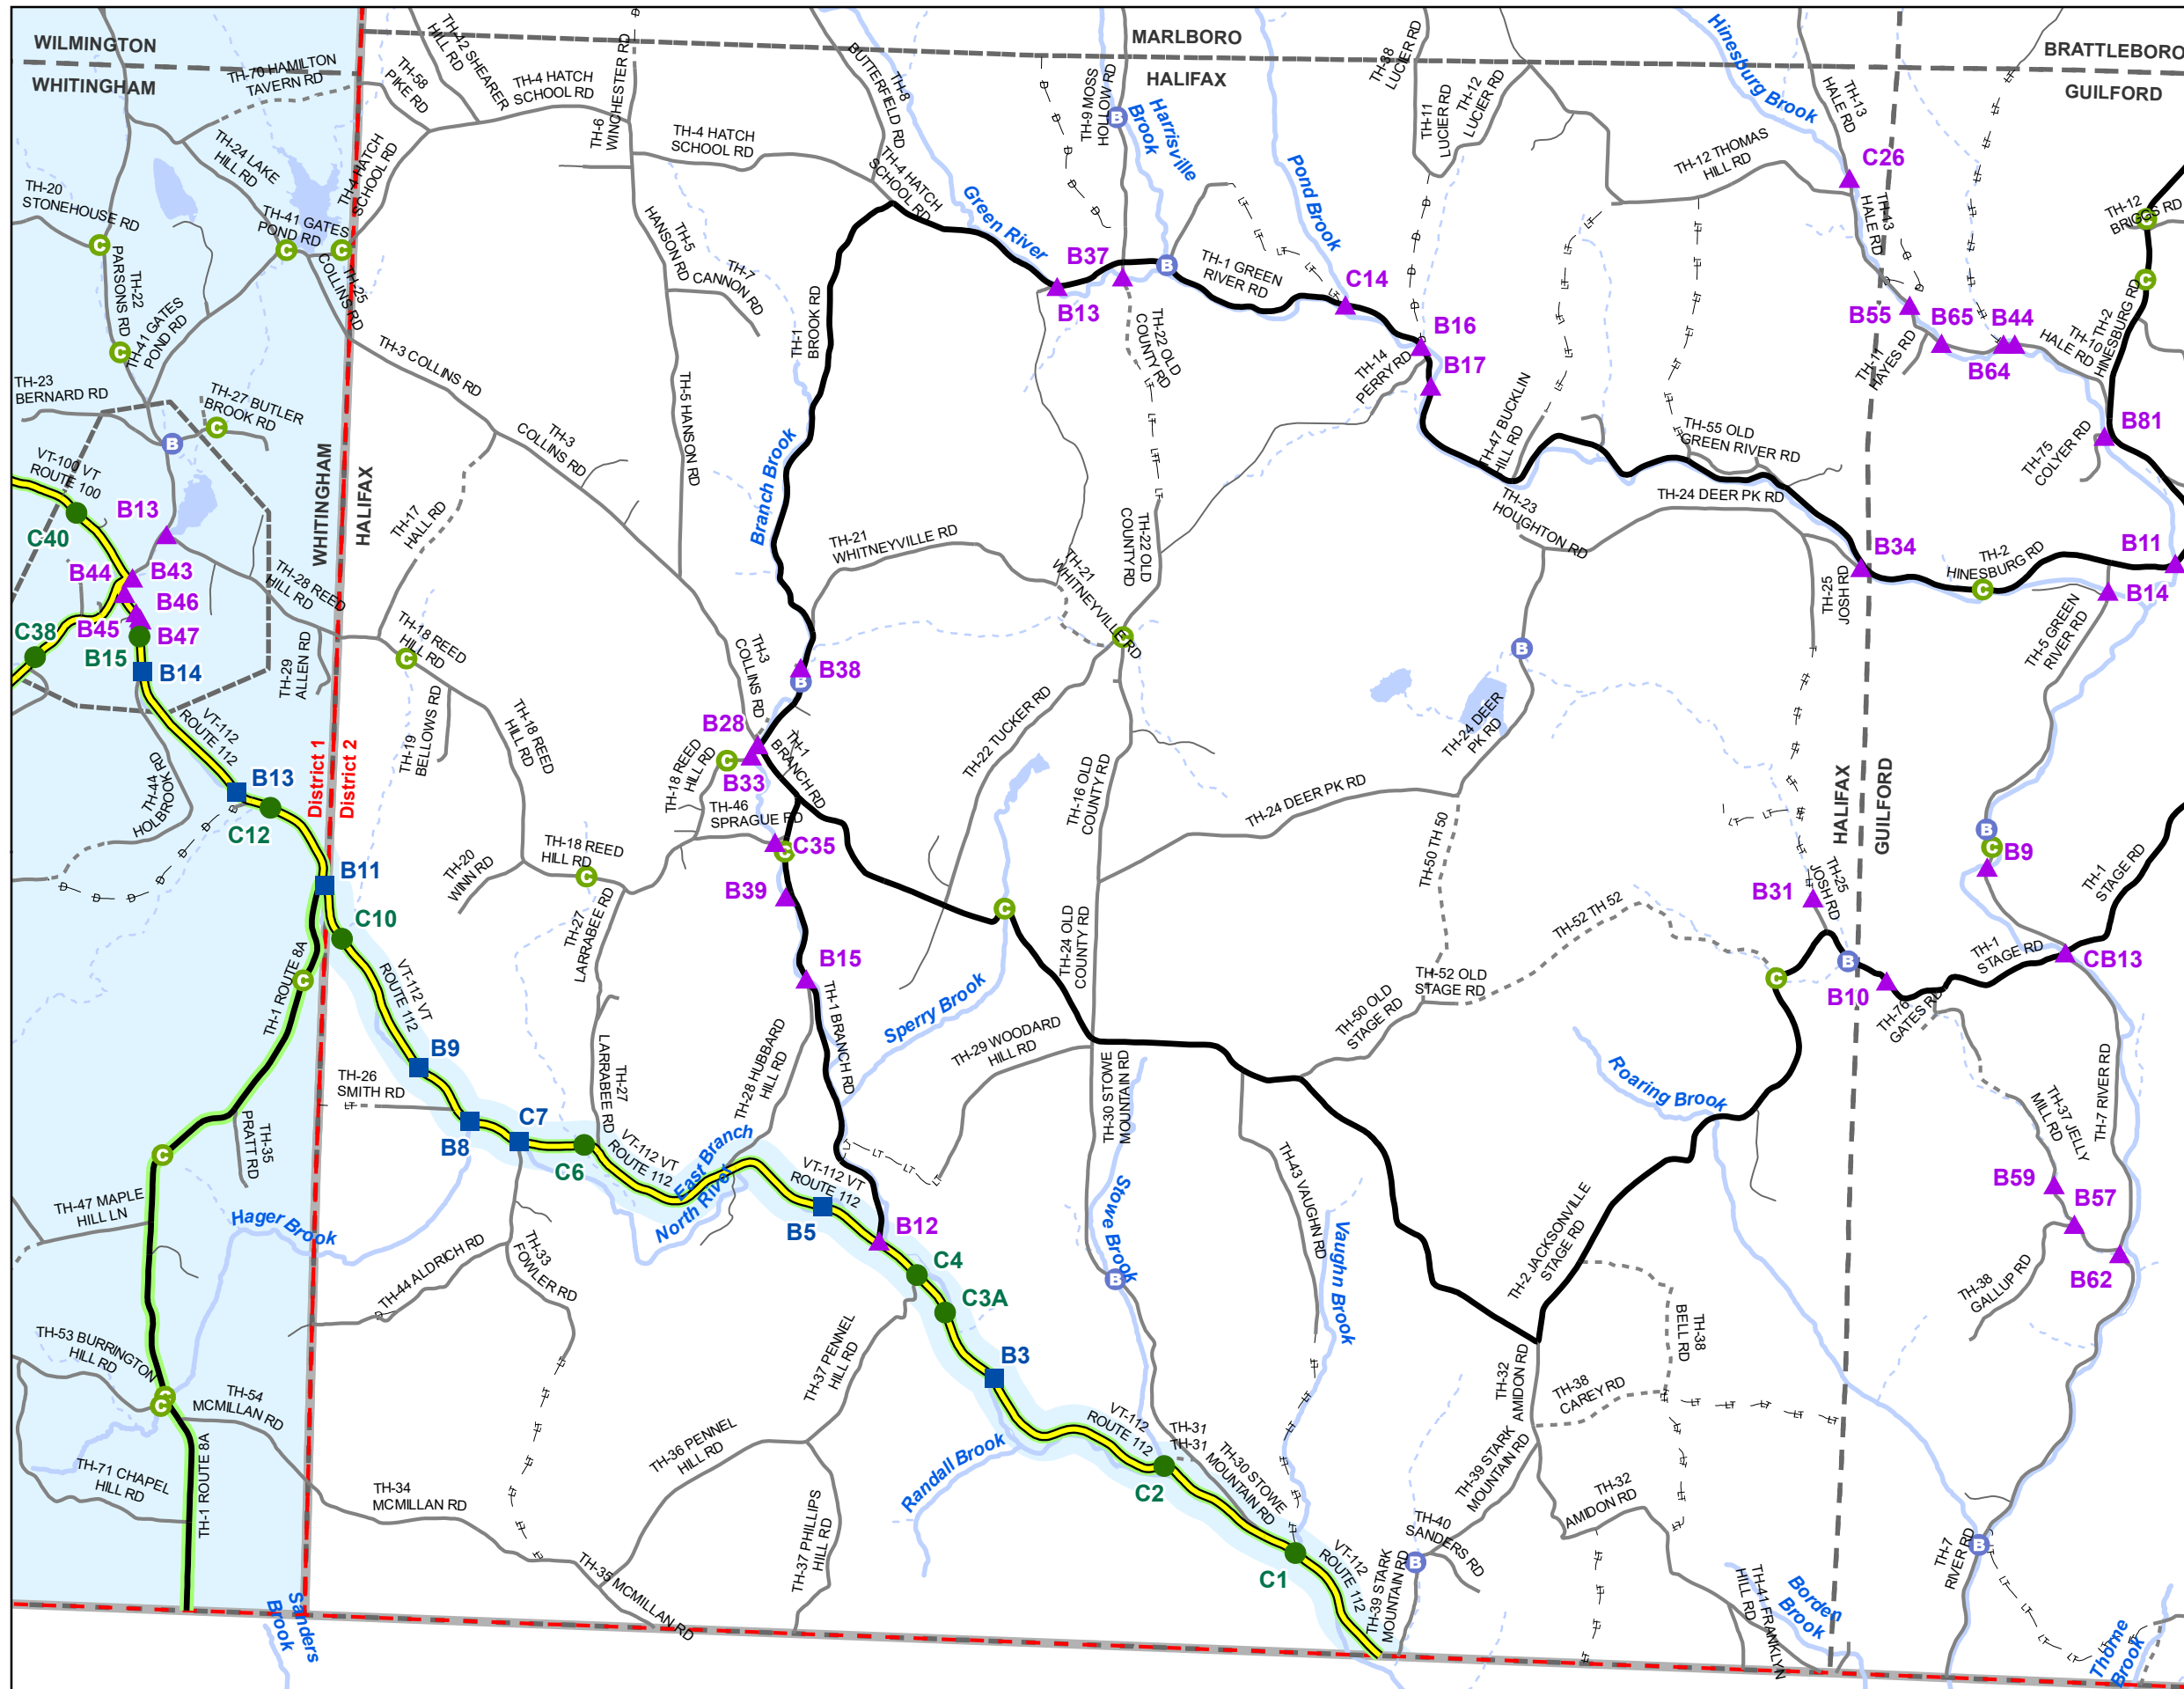 WILMINGTON
WHITINGHAM
MARLBORO
HALIFAX
BRATTLEBORO
GUILFORD
TH-70 HAMILTON
TAVERN RD
TH-58
PIKE RD
TH-42 SHEARER
HILL RD
TH-4 HATCH
SCHOOL RD
TH-6
WINCHESTER RD
TH-4 HATCH
SCHOOL RD
TH-8
BUTTERFIELD RD
TH-9 MOSS
HOLLOW RD
Harrisville
Brook
TH-88
LUCIER RD
TH-11
LUCIER RD
TH-12
LUCIER RD
Hinesburg Brook
TH-13
HALE RD
TH-12 THOMAS
HILL RD
C26
TH-43
HALE RD
TH-12
BRIGGS RD
TH-24 LAKE
HILL RD
TH-4 HATCH
SCHOOL RD
TH-20
STONEHOUSE RD
TH-41 GATES
POND RD
TH-25
COLLINS RD
TH-22
PARSONS RD
TH-41 GATES
POND RD
TH-5
HANSON RD
TH-7
CANNON RD
TH-4 HATCH
SCHOOL RD
Green River
Pond Brook
B37
B13
TH-1 GREEN
RIVER RD
C14
B16
B17
TH-14
PERRY RD
TH-22 OLD
COUNTY RD
B55
B65
B44
B64
TH-11
HAYES RD
TH-10
HALE RD
TH-2
HINESBURG RD
B81
TH-75
COLYER RD
TH-23
BERNARD RD
TH-27 BUTLER
BROOK RD
TH-3 COLLINS RD
TH-3
COLLINS RD
TH-1
BROOK RD
TH-5 HANSON RD
Branch Brook
TH-47 BUCKLIN
HILL RD
TH-55 OLD
GREEN RIVER RD
TH-24 DEER PK RD
TH-23
HOUGHTON RD
VT-100 VT
ROUTE 100
WHITINGHAM
HALIFAX
C40
B13
B44
B43
B46
B45
B47
C38
B15
B14
TH-28 REED
HILL RD
TH-17
HALL RD
TH-18 REED
HILL RD
TH-29
ALLEN RD
TH-21
WHITNEYVILLE RD
TH-21
WHITNEYVILLE RD
TH-22 OLD
COUNTY RD
B34
TH-2
HINESBURG RD
B11
B14
TH-25
JOSH RD
TH-5 GREEN
RIVER RD
TH-3
COLLINS RD
B38
B28
B33
TH-1
BRANCH RD
TH-18 REED
HILL RD
TH-46
SPRAGUE RD
TH-19
BELLOWS RD
TH-18 REED
HILL RD
VT-112
ROUTE 112
TH-44
HOLBROOK RD
B13
C12
District 1
District 2
B11
C10
TH-20
WINN RD
TH-18 REED
HILL RD
C35
B39
B15
TH-22 TUCKER RD
TH-16 OLD
COUNTY RD
TH-24 DEER PK RD
TH-24 DEER
PK RD
TH-50 TH 50
TH-52 TH 52
TH-52 OLD
STAGE RD
TH-50 OLD
STAGE RD
HALIFAX
GUILFORD
B31
TH-25
JOSH RD
B9
TH-1
STAGE RD
TH-1
STAGE RD
CB13
B10
TH-76
GATES RD
TH-27
LARRABEE RD
TH-24 OLD
COUNTY RD
TH-1 ROUTE 8A
VT-112 VT
ROUTE 112
B9
TH-26
SMITH RD
B8
C7
C6
TH-27
LARRABEE RD
TH-28 HUBBARD
HILL RD
TH-1 BRANCH RD
Sperry Brook
TH-29 WOODARD
HILL RD
TH-30 STOWE
MOUNTAIN RD
Roaring Brook
TH-37 JELLY
MILL RD
TH-7 RIVER RD
TH-35
PRATT RD
TH-47 MAPLE
HILL LN
Hager Brook
VT-112 VT
ROUTE 112
East Branch
North River
VT-112 VT
ROUTE 112
B5
B12
C4
C3A
B3
Stowe Brook
TH-43 VAUGHN RD
Vaughn Brook
TH-2 JACKSONVILLE
STAGE RD
B59
B57
B62
TH-38
GALLUP RD
TH-44 ALDRICH RD
TH-33
FOWLER RD
TH-37 PENNEL
HILL RD
TH-53 BURRINGTON
HILL RD
TH-54
MCMILLAN RD
TH-71 CHAPEL
HILL RD
TH-1 ROUTE 8A
TH-34
MCMILLAN RD
TH-36 PENNEL
HILL RD
TH-37 PHILLIPS
HILL RD
TH-35 MCMILLAN RD
Randall Brook
VT-112
ROUTE 112
TH-31
TH-31
C2
TH-30 STOWE
MOUNTAIN RD
C1
VT-112
ROUTE 112
TH-32
AMIDON RD
TH-38
BELL RD
TH-38
CAREY RD
TH-39 STARK
MOUNTAIN RD
TH-32
AMIDON RD
TH-40
SANDERS RD
TH-39 STARK
MOUNTAIN RD
TH-41 FRANKLYN
HILL RD
Borden
Brook
TH-7
RIVER RD
Thorne
Brook
Sanders
Brook